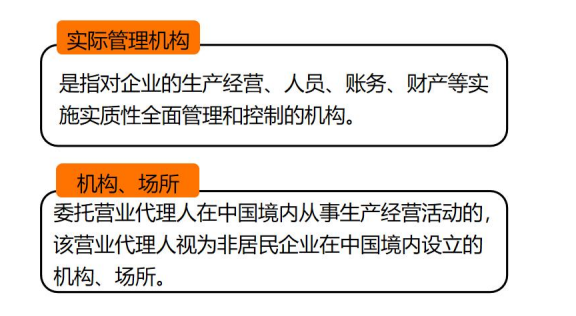 实际管理机构
是指对企业的生产经营、人员、账务、财产等实
施实质性全面管理和控制的机构。
机构、场所
委托营业代理人在中国境内从事生产经营活动的，
该营业代理人视为非居民企业在中国境内设立的
机构、场所。